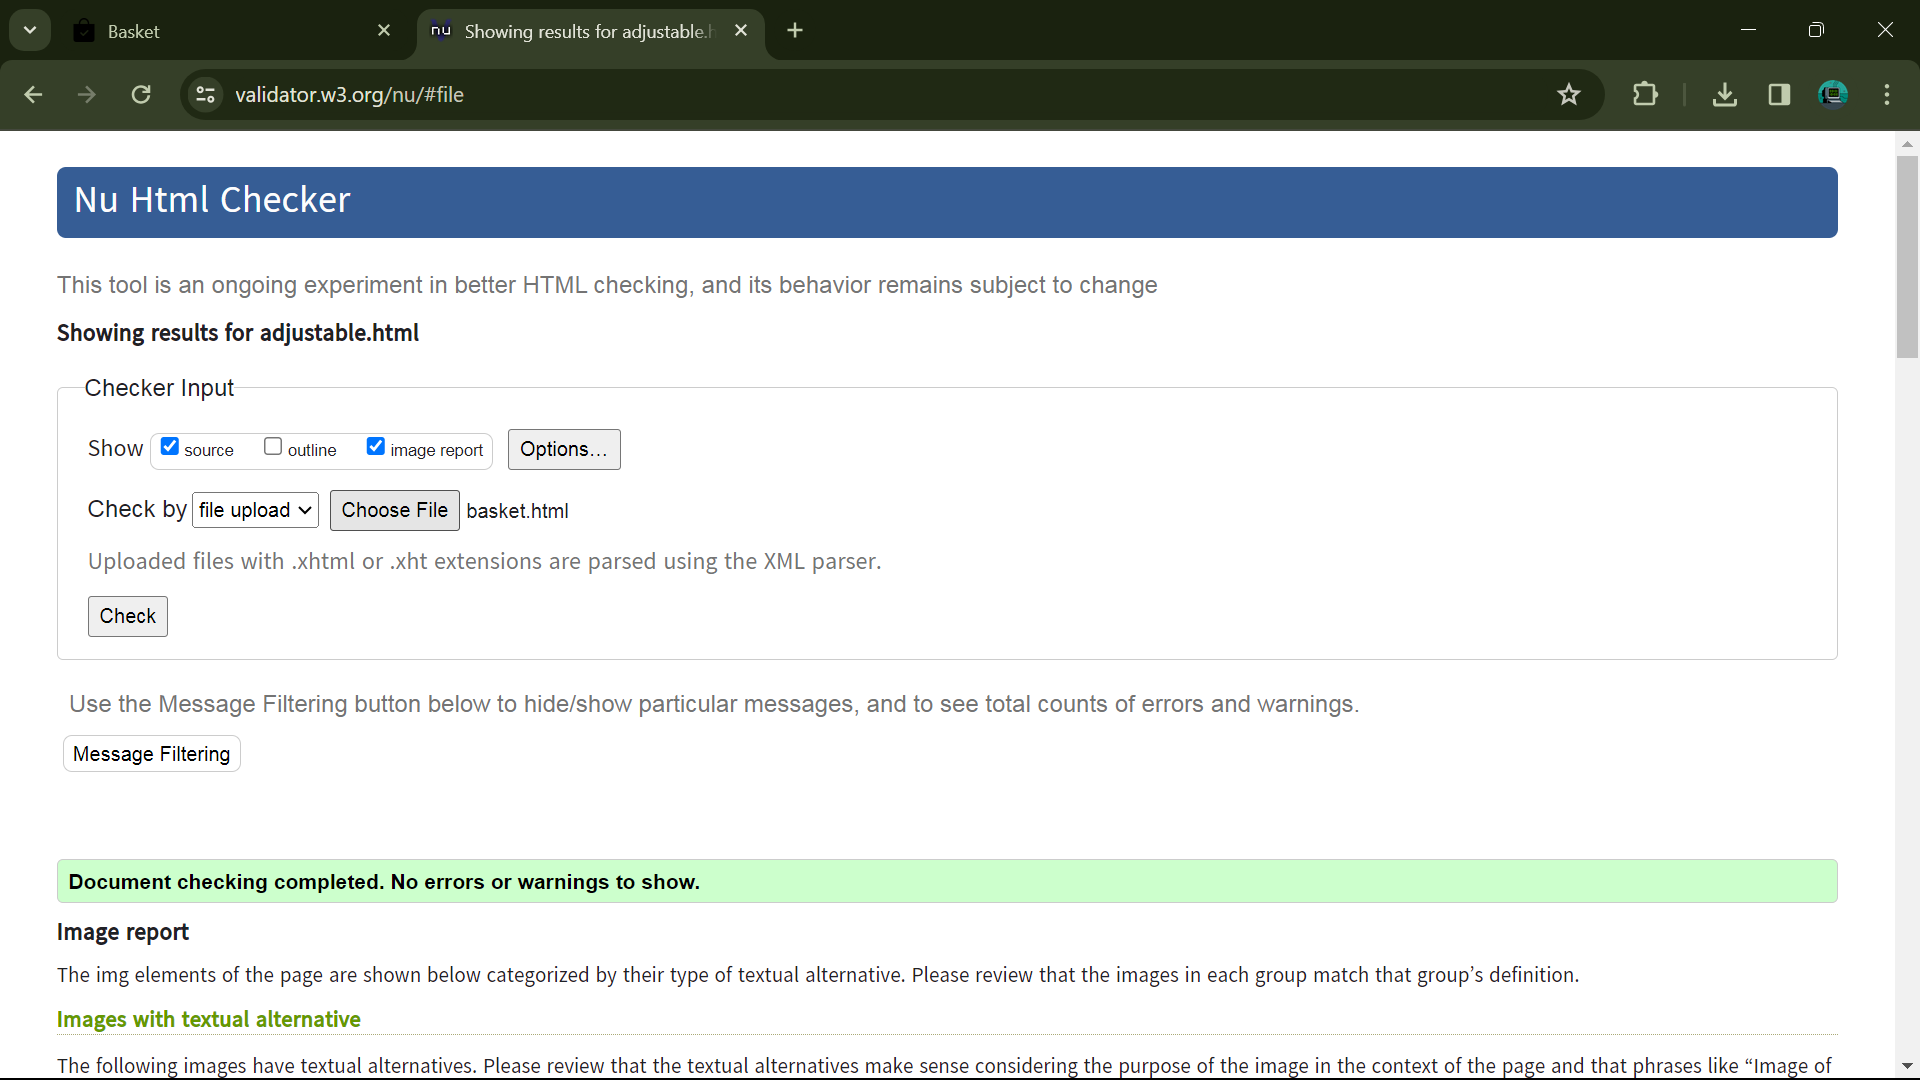 Basket
nu Showing results for adjustable.h
validator.w3.org/nu/#file
Nu Html Checker
This tool is an ongoing experiment in better HTML checking, and its behavior remains subject to change
Showing results for adjustable.html
Checker Input
Show source outline image report Options...
Check by file upload Choose File basket.html
Uploaded files with .xhtml or .xht extensions are parsed using the XML parser.
Check
Use the Message Filtering button below to hide/show particular messages, and to see total counts of errors and warnings.
Message Filtering
Document checking completed. No errors or warnings to show.
Image report
The img elements of the page are shown below categorized by their type of textual alternative. Please review that the images in each group match that group’s definition.
Images with textual alternative
The following images have textual alternatives. Please review that the textual alternatives make sense considering the purpose of the image in the context of the page and that phrases like “Image of